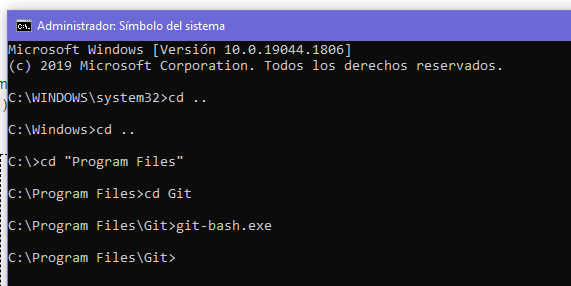 Administrador: Símbolo del sistema
Microsoft Windows [Versión 10.0.19044.1806]
(c) 2019 Microsoft Corporation. Todos los derechos reservados.
C:\WINDOWS\system32>cd ..
C:\Windows>cd ..
C:\>cd "Program Files"
C:\Program Files>cd Git
C:\Program Files\Git>git-bash.exe
C:\Program Files\Git>